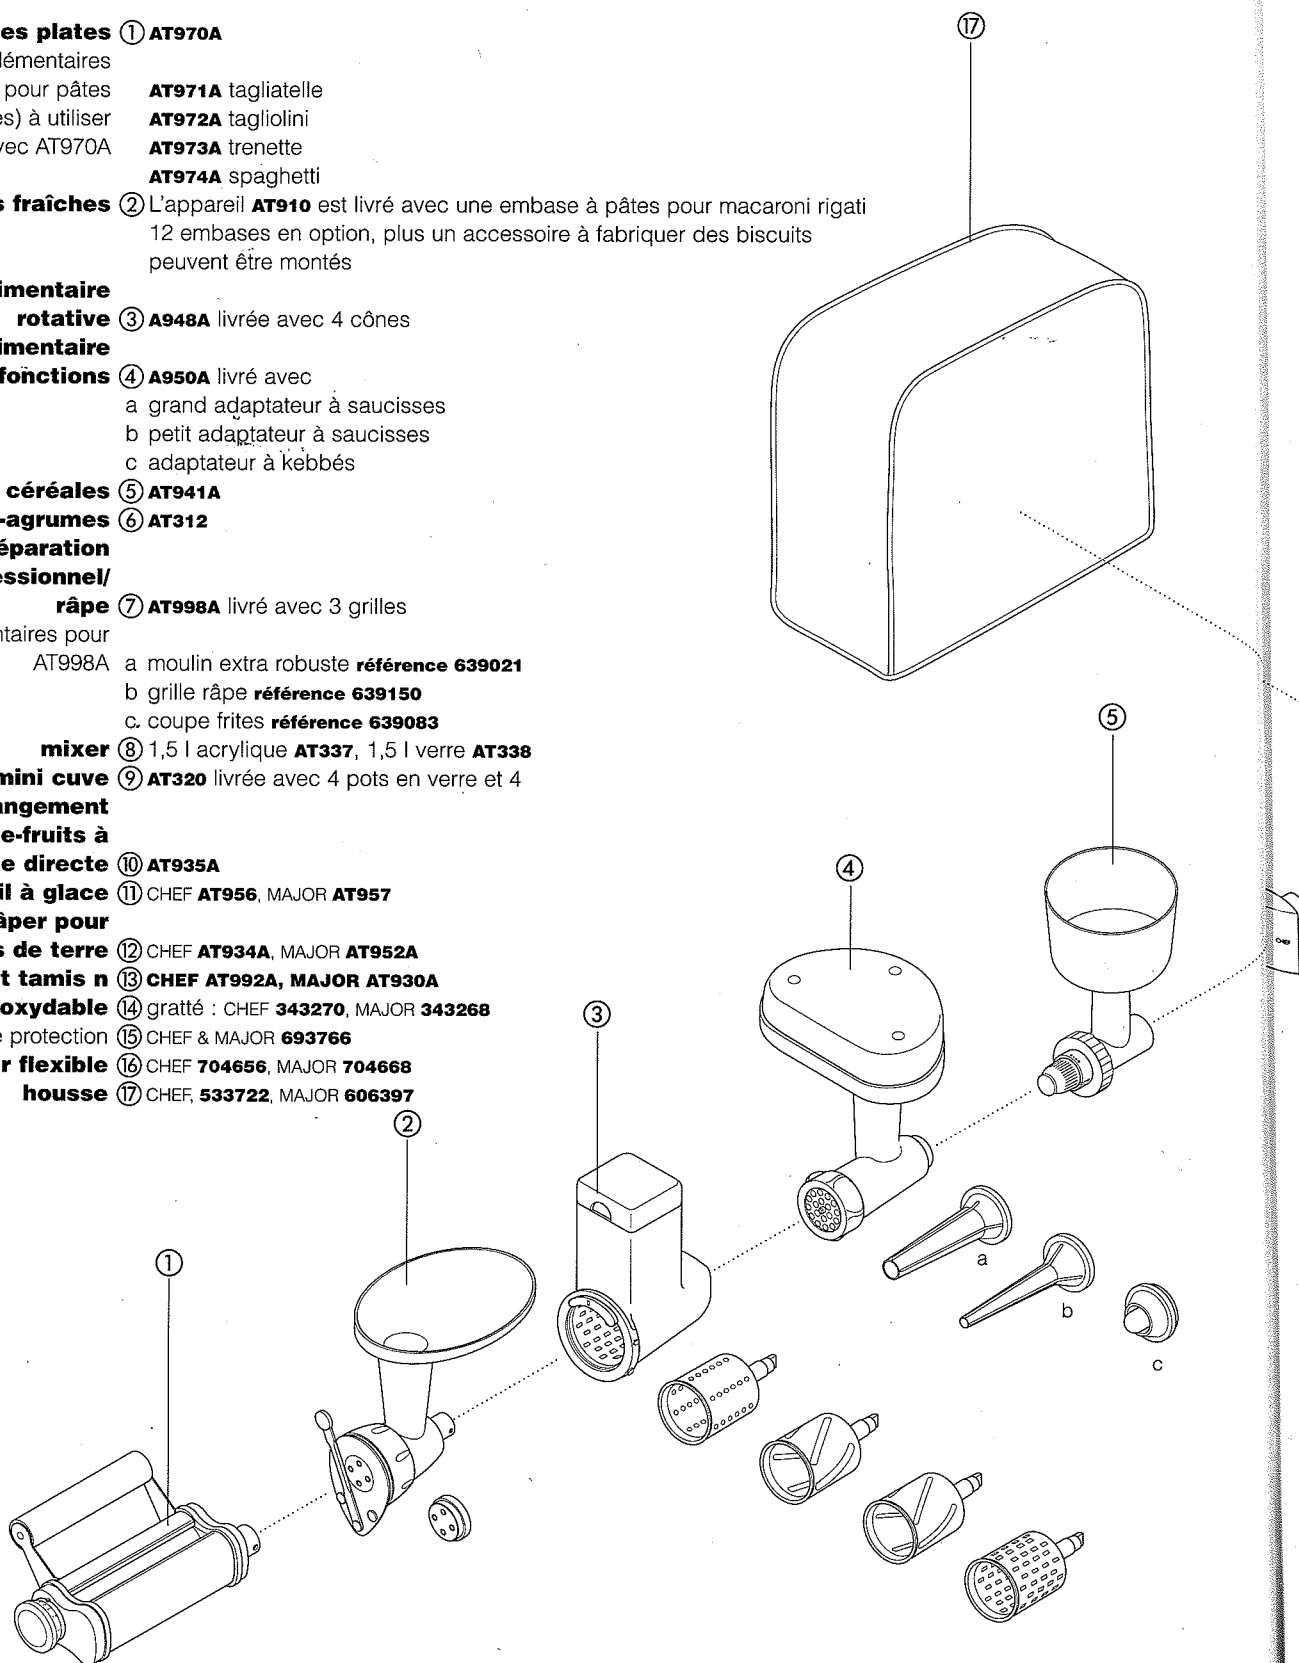 es plates ① AT970A
lémentaires
pour pâtes AT971A tagliatelle
es) à utiliser AT972A tagliolini
vec AT970A AT973A trenette
AT974A spaghetti
s fraîches ② L'appareil AT910 est livré avec une embase à pâtes pour macaroni rigati
12 embases en option, plus un accessoire à fabriquer des biscuits
peuvent être montés
imentaire
rotative ③ A948A livrée avec 4 cônes
imentaire
fonctions ④ A950A livré avec
a grand adaptateur à saucisses
b petit adaptateur à saucisses
c adaptateur à kebbés
céréales ⑤ AT941A
-agrumes ⑥ AT312
éparation
essionnel/
râpe ⑦ AT998A livré avec 3 grilles
ntaires pour
AT998A a moulin extra robuste référence 639021
b grille râpe référence 639150
c. coupe frites référence 639083
mixer ⑧ 1,5 l acrylique AT337, 1,5 l verre AT338
mini cuve ⑨ AT320 livrée avec 4 pots en verre et 4
angement
e-fruits à
e directe ⑩ AT935A
il à glace ⑪ CHEF AT956, MAJOR AT957
âper pour
s de terre ⑫ CHEF AT934A, MAJOR AT952A
t tamis n ⑬ CHEF AT992A, MAJOR AT930A
oxydable ⑭ gratté : CHEF 343270, MAJOR 343268
e protection ⑮ CHEF & MAJOR 693766
r flexible ⑯ CHEF 704656, MAJOR 704668
housse ⑰ CHEF, 533722, MAJOR 606397
⑰
⑤
④
③
②
①
a
b
c
CHEF